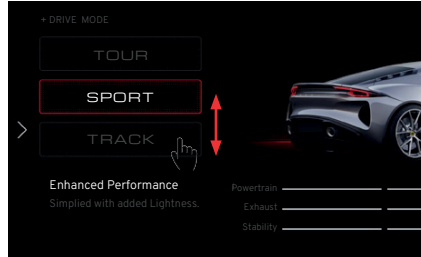 + DRIVE MODE
TOUR
SPORT
TRACK
Enhanced Performance
Simplied with added Lightness.
Powertrain
Exhaust
Stability